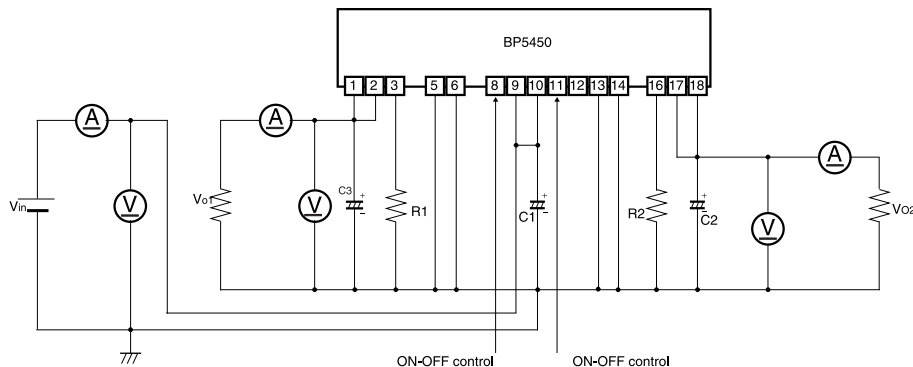 BP5450
1 2 3 5 6 8 9 10 11 12 13 14 16 17 18
A A A
Vin V Vo1 V C3 + − R1 + − C1 R2 + − C2 V VO2
ON-OFF control ON-OFF control